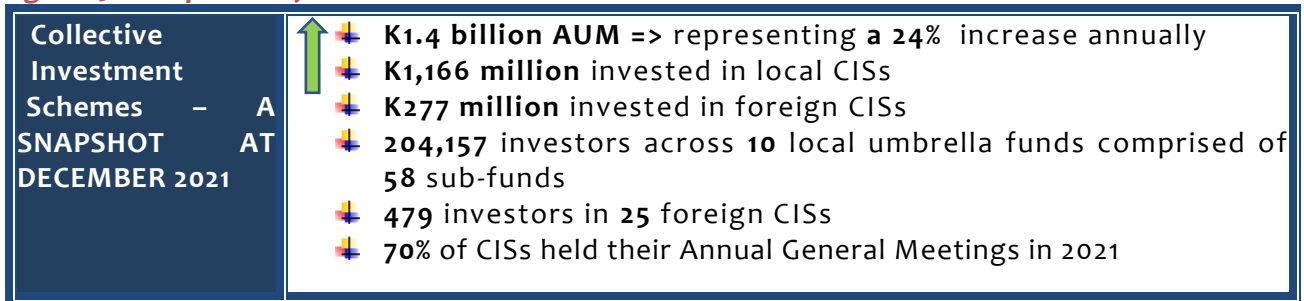 Collective
Investment
Schemes – A
SNAPSHOT AT
DECEMBER 2021
K1.4 billion AUM => representing a 24% increase annually
K1,166 million invested in local CISs
K277 million invested in foreign CISs
204,157 investors across 10 local umbrella funds comprised of
58 sub-funds
479 investors in 25 foreign CISs
70% of CISs held their Annual General Meetings in 2021